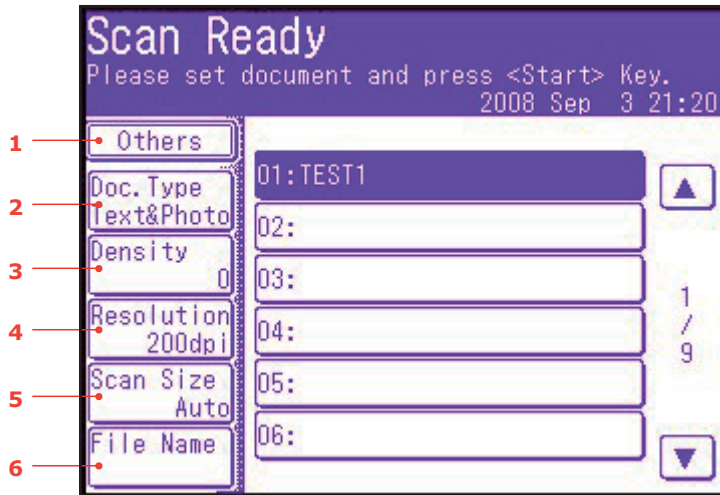 Scan Ready
Please set document and press <Start> Key.
2008 Sep 3 21:20
1
Others
2
Doc.Type
Text&Photo
3
Density
0
4
Resolution
200dpi
5
Scan Size
Auto
6
File Name
01:TEST1
02:
03:
04:
05:
06:
1
/
9